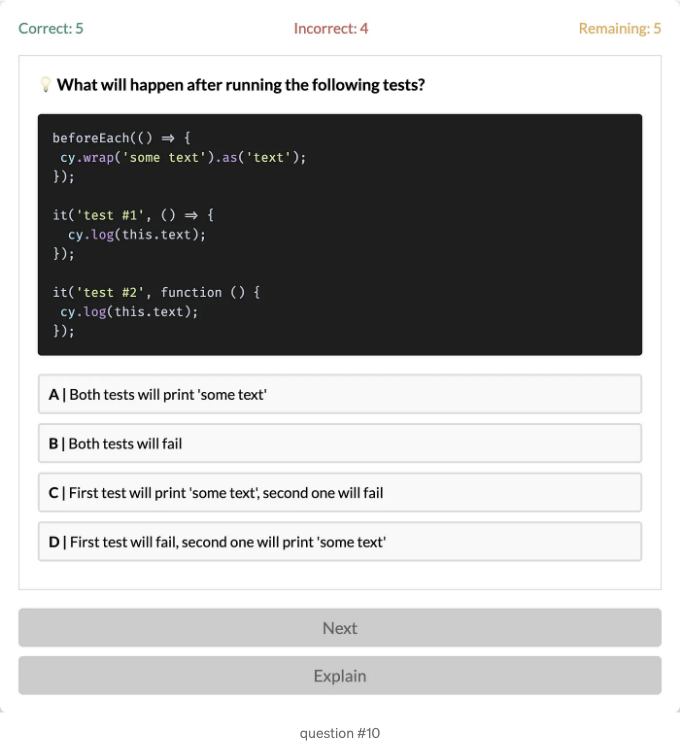 Correct: 5
Incorrect: 4
Remaining: 5
💡 What will happen after running the following tests?
beforeEach(() ⇒ {
 cy.wrap('some text').as('text');
});
it('test #1', () ⇒ {
  cy.log(this.text);
});
it('test #2', function () {
 cy.log(this.text);
});
A | Both tests will print 'some text'
B | Both tests will fail
C | First test will print 'some text', second one will fail
D | First test will fail, second one will print 'some text'
Next
Explain
question #10